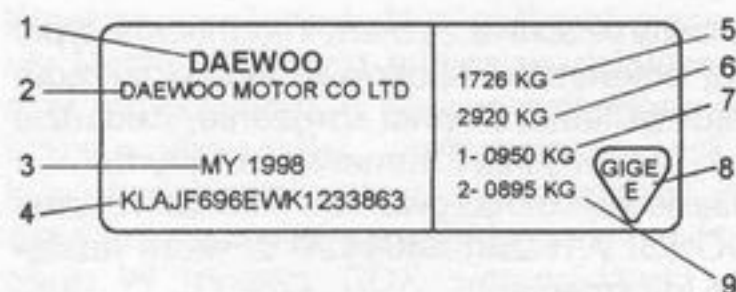 1
DAEWOO
2
DAEWOO MOTOR CO LTD
3
MY 1998
4
KLAJF696EWK1233863
5
1726 KG
6
2920 KG
7
1- 0950 KG
2- 0895 KG
GIGE
E
8
9